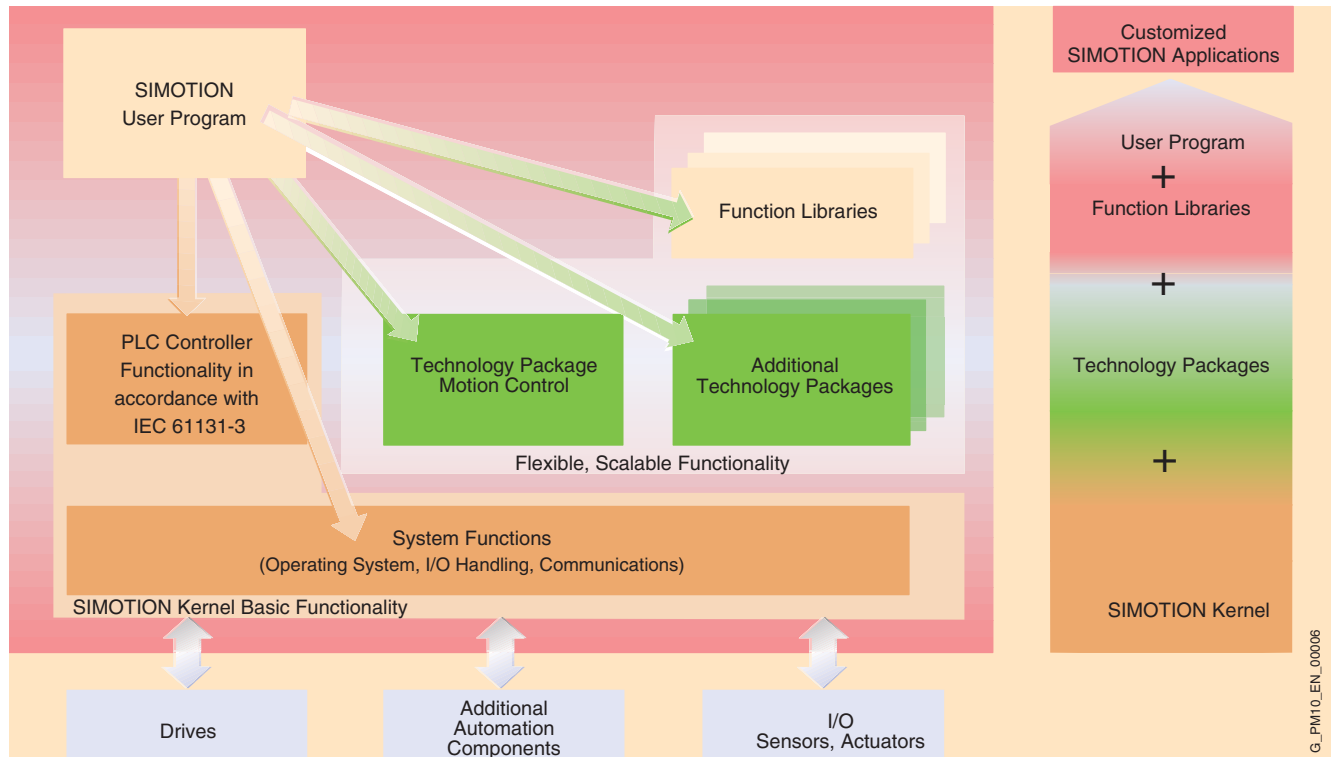 SIMOTION
User Program
Function Libraries
PLC Controller
Functionality in
accordance with
IEC 61131-3
Technology Package
Motion Control
Additional
Technology Packages
Flexible, Scalable Functionality
System Functions
(Operating System, I/O Handling, Communications)
SIMOTION Kernel Basic Functionality
Drives
Additional
Automation
Components
I/O
Sensors, Actuators
Customized
SIMOTION Applications
User Program
+
Function Libraries
+
Technology Packages
+
SIMOTION Kernel
G_PM10_EN_00006